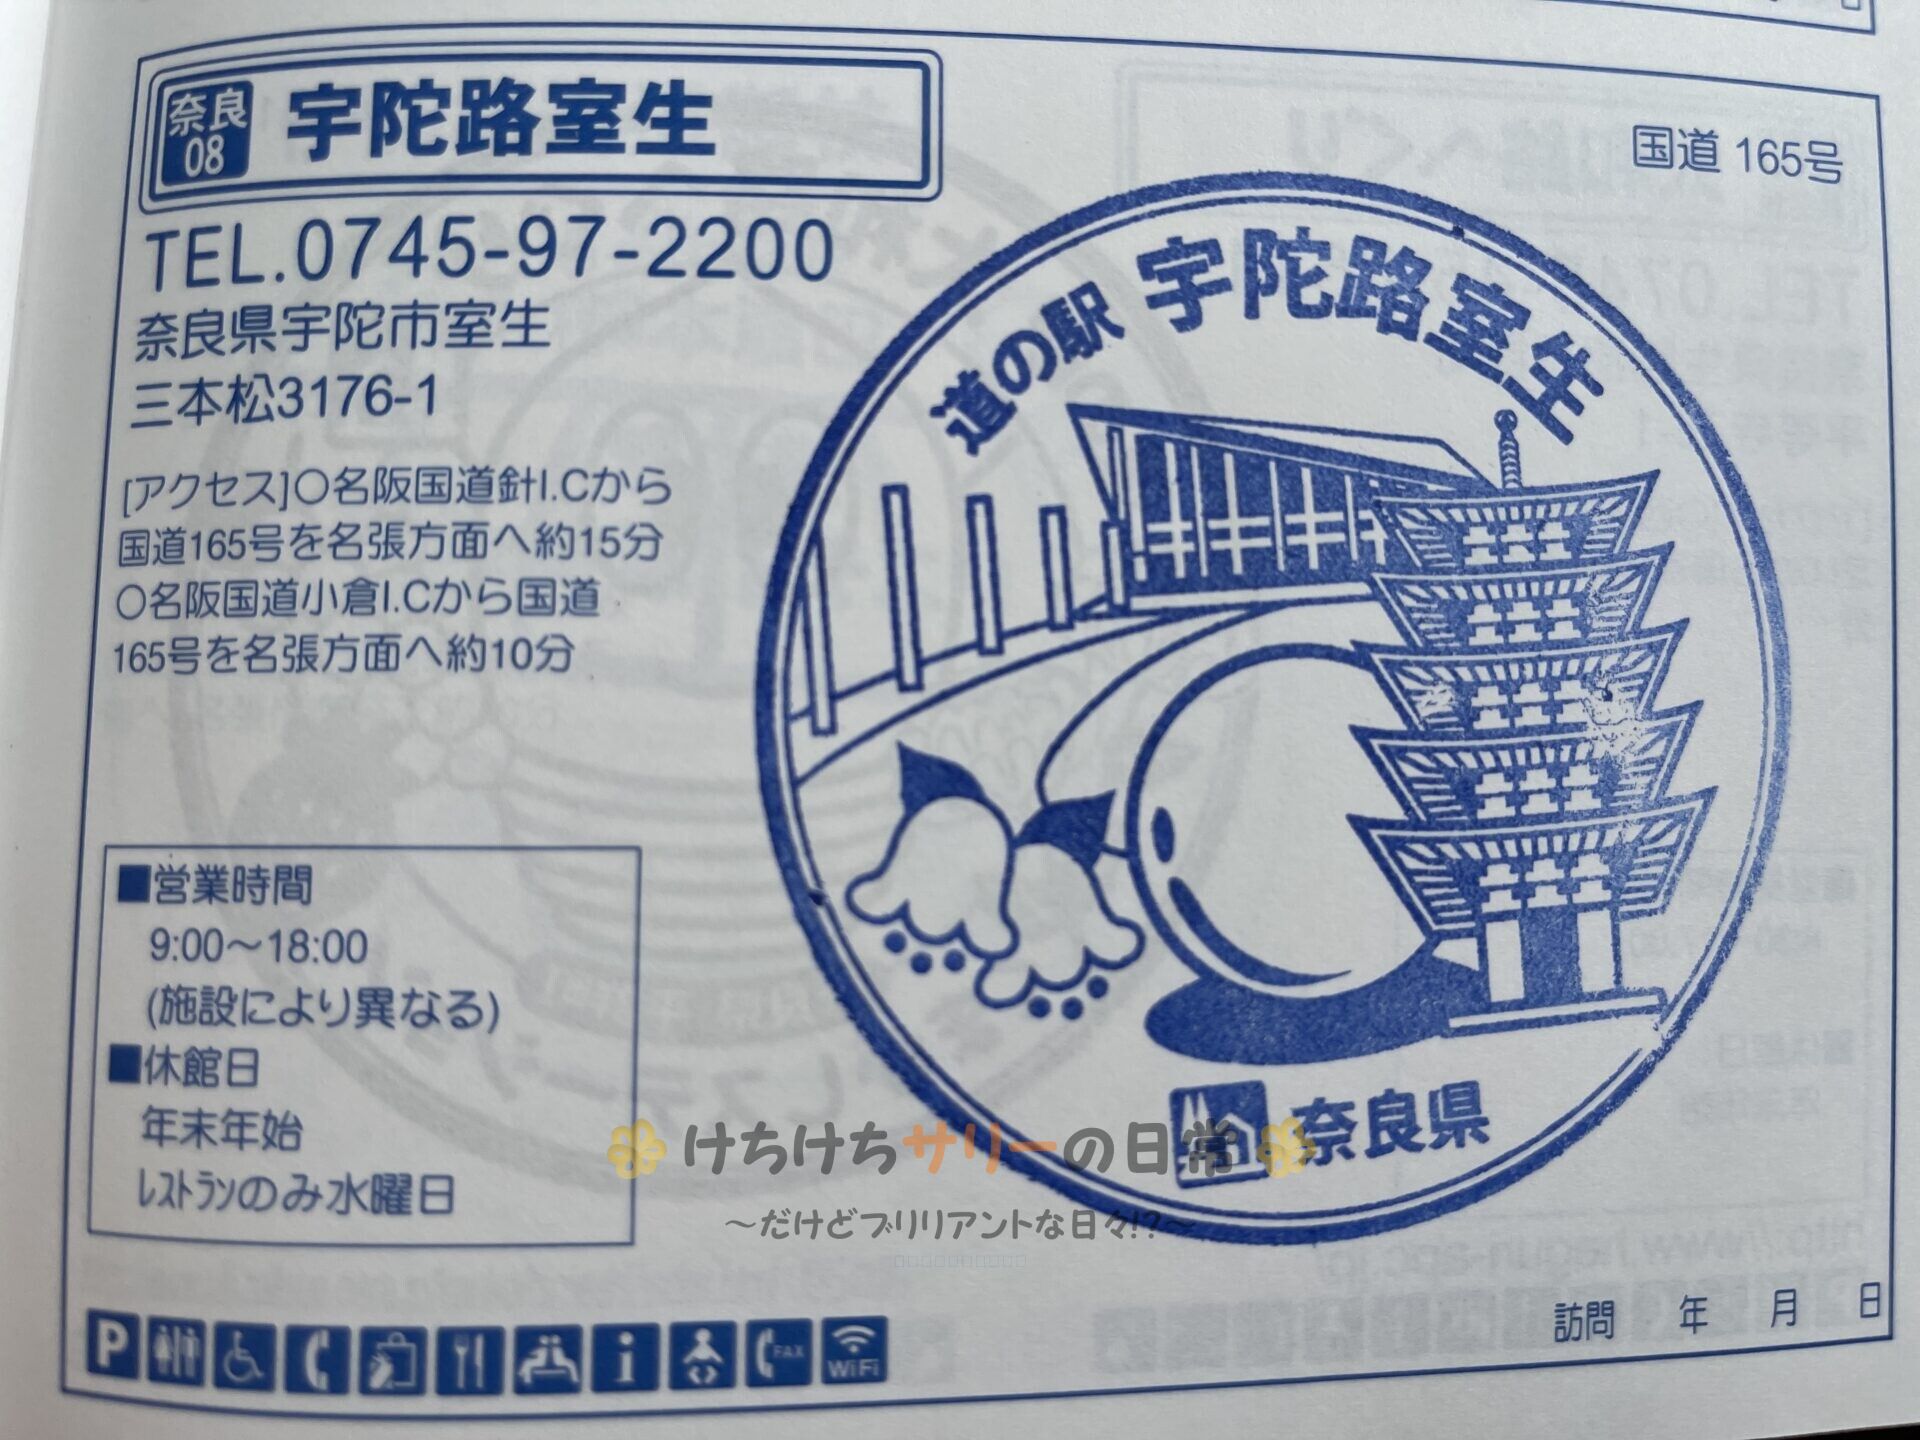 奈良
08
宇陀路室生
国道 165号
TEL.0745-97-2200
奈良県宇陀市室生
三本松3176-1
[アクセス]○名阪国道針I.Cから
国道165号を名張方面へ約15分
○名阪国道小倉I.Cから国道
165号を名張方面へ約10分
道の駅 宇陀路室生
奈良県
■営業時間
9:00～18:00
(施設により異なる)
■休館日
年末年始
ﾚｽﾄﾗﾝのみ水曜日
けちけちサリーの日常
～だけどブリリアントな日々!?～
訪問 年 月 日
P
i
FAX
WiFi